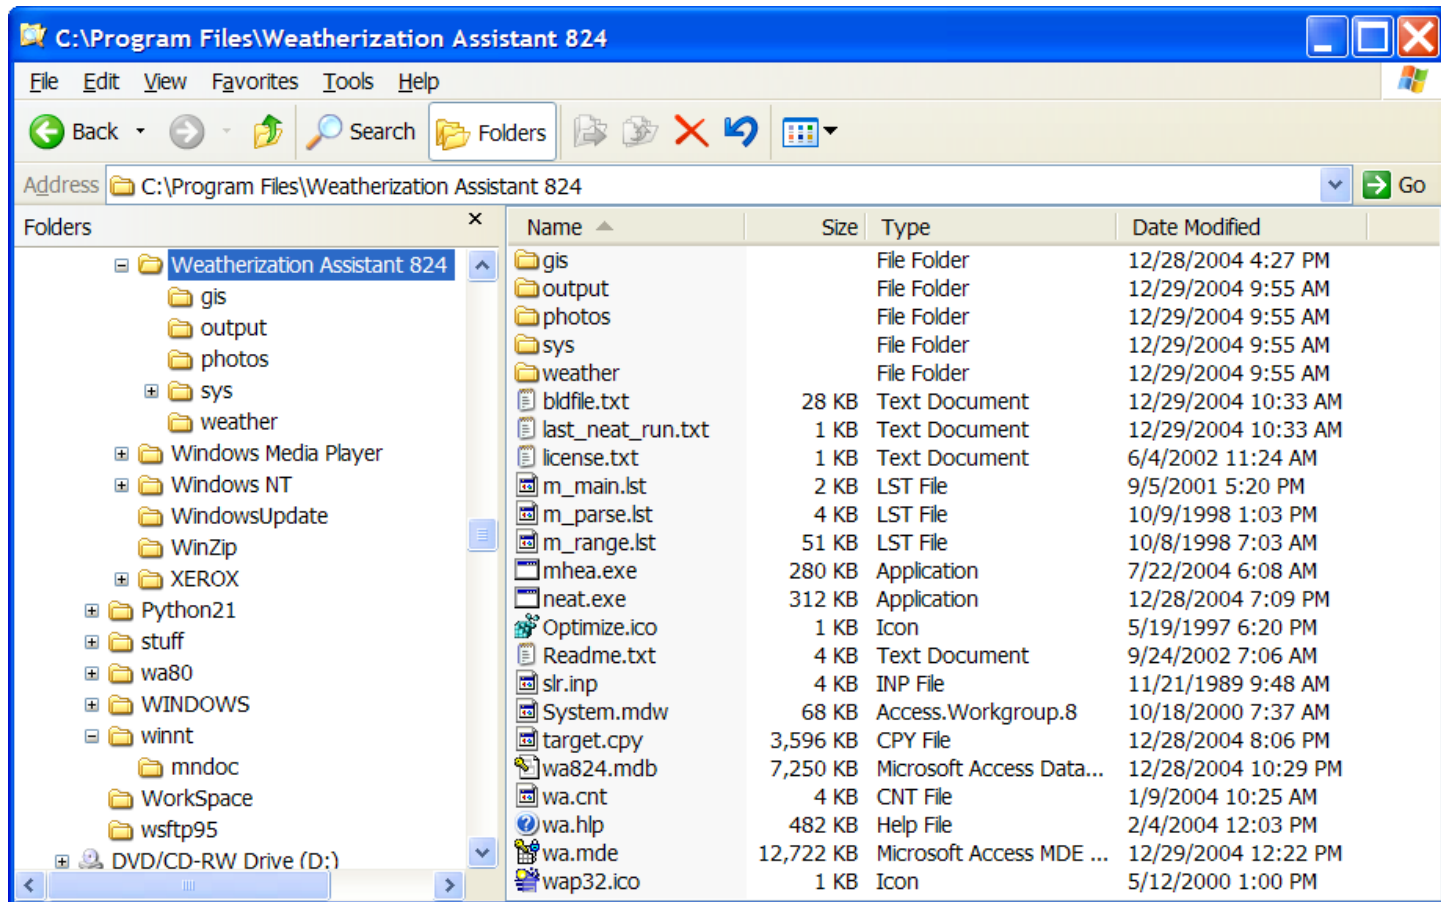 C:\Program Files\Weatherization Assistant 824
File Edit View Favorites Tools Help
Back Search Folders
Address C:\Program Files\Weatherization Assistant 824 Go
Folders
Weatherization Assistant 824
gis
output
photos
sys
weather
Windows Media Player
Windows NT
WindowsUpdate
WinZip
XEROX
Python21
stuff
wa80
WINDOWS
winnt
mndoc
WorkSpace
wsftp95
DVD/CD-RW Drive (D:)
Name Size Type Date Modified
gis File Folder 12/28/2004 4:27 PM
output File Folder 12/29/2004 9:55 AM
photos File Folder 12/29/2004 9:55 AM
sys File Folder 12/29/2004 9:55 AM
weather File Folder 12/29/2004 9:55 AM
bldfile.txt 28 KB Text Document 12/29/2004 10:33 AM
last_neat_run.txt 1 KB Text Document 12/29/2004 10:33 AM
license.txt 1 KB Text Document 6/4/2002 11:24 AM
m_main.lst 2 KB LST File 9/5/2001 5:20 PM
m_parse.lst 4 KB LST File 10/9/1998 1:03 PM
m_range.lst 51 KB LST File 10/8/1998 7:03 AM
mhea.exe 280 KB Application 7/22/2004 6:08 AM
neat.exe 312 KB Application 12/28/2004 7:09 PM
Optimize.ico 1 KB Icon 5/19/1997 6:20 PM
Readme.txt 4 KB Text Document 9/24/2002 7:06 AM
slr.inp 4 KB INP File 11/21/1989 9:48 AM
System.mdw 68 KB Access.Workgroup.8 10/18/2000 7:37 AM
target.cpy 3,596 KB CPY File 12/28/2004 8:06 PM
wa824.mdb 7,250 KB Microsoft Access Data... 12/28/2004 10:29 PM
wa.cnt 4 KB CNT File 1/9/2004 10:25 AM
wa.hlp 482 KB Help File 2/4/2004 12:03 PM
wa.mde 12,722 KB Microsoft Access MDE ... 12/29/2004 12:22 PM
wap32.ico 1 KB Icon 5/12/2000 1:00 PM